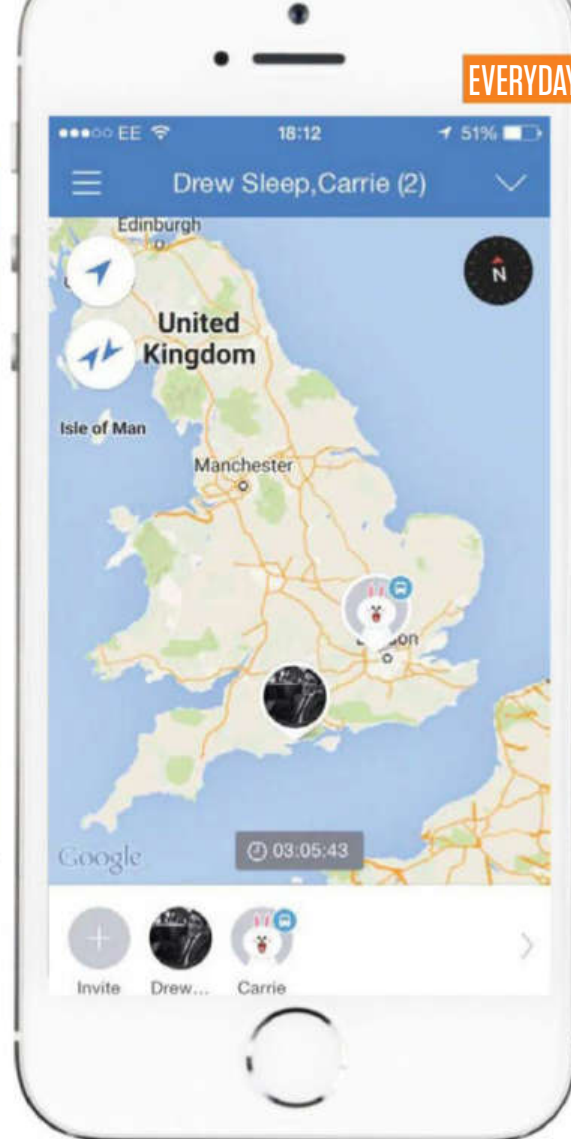 EVERYDAY
EE 18:12 51%
Drew Sleep,Carrie (2)
Edinburgh
N
United
Kingdom
Isle of Man
Manchester
Google
03:05:43
Invite Drew... Carrie